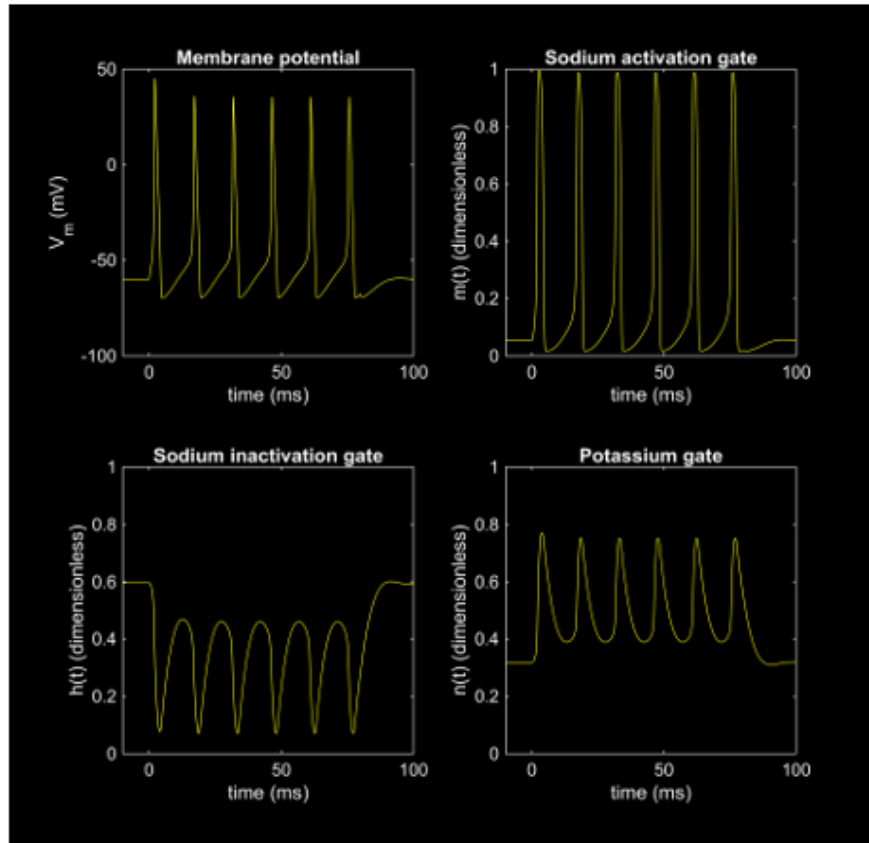 Membrane potential
50
0
-50
-100
V_m (mV)
0
50
100
time (ms)
Sodium activation gate
1
0.8
0.6
0.4
0.2
0
m(t) (dimensionless)
0
50
100
time (ms)
Sodium inactivation gate
1
0.8
0.6
0.4
0.2
0
h(t) (dimensionless)
0
50
100
time (ms)
Potassium gate
1
0.8
0.6
0.4
0.2
0
n(t) (dimensionless)
0
50
100
time (ms)